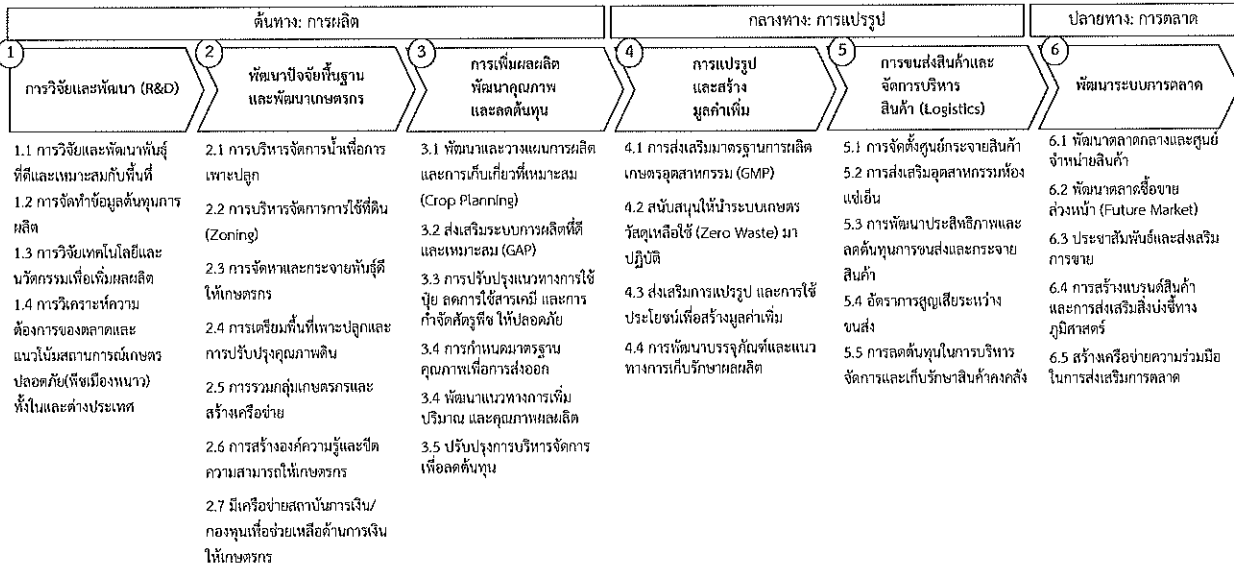 ต้นทาง: การผลิต
กลางทาง: การแปรรูป
ปลายทาง: การตลาด
1
การวิจัยและพัฒนา (R&D)
2
พัฒนาปัจจัยพื้นฐาน
และพัฒนาเกษตรกร
3
การเพิ่มผลผลิต
พัฒนาคุณภาพ
และลดต้นทุน
4
การแปรรูป
และสร้าง
มูลค่าเพิ่ม
5
การขนส่งสินค้าและ
จัดการบริหาร
สินค้า (Logistics)
6
พัฒนาระบบการตลาด
1.1 การวิจัยและพัฒนาพันธุ์
ที่ดีและเหมาะสมกับพื้นที่
1.2 การจัดทำข้อมูลต้นทุนการ
ผลิต
1.3 การวิจัยเทคโนโลยีและ
นวัตกรรมเพื่อเพิ่มผลผลิต
1.4 การวิเคราะห์ความ
ต้องการของตลาดและ
แนวโน้มสถานการณ์เกษตร
ปลอดภัย(พืชเมืองหนาว)
ทั้งในและต่างประเทศ
2.1 การบริหารจัดการน้ำเพื่อการ
เพาะปลูก
2.2 การบริหารจัดการการใช้ที่ดิน
(Zoning)
2.3 การจัดหาและกระจายพันธุ์ดี
ให้เกษตรกร
2.4 การเตรียมพื้นที่เพาะปลูกและ
การปรับปรุงคุณภาพดิน
2.5 การรวมกลุ่มเกษตรกรและ
สร้างเครือข่าย
2.6 การสร้างองค์ความรู้และขีด
ความสามารถให้เกษตรกร
2.7 มีเครือข่ายสถาบันการเงิน/
กองทุนเพื่อช่วยเหลือด้านการเงิน
ให้เกษตรกร
3.1 พัฒนาและวางแผนการผลิต
และการเก็บเกี่ยวที่เหมาะสม
(Crop Planning)
3.2 ส่งเสริมระบบการผลิตที่ดี
และเหมาะสม (GAP)
3.3 การปรับปรุงแนวทางการใช้
ปุ๋ย ลดการใช้สารเคมี และการ
กำจัดศัตรูพืช ให้ปลอดภัย
3.4 การกำหนดมาตรฐาน
คุณภาพเพื่อการส่งออก
3.4 พัฒนาแนวทางการเพิ่ม
ปริมาณ และคุณภาพผลผลิต
3.5 ปรับปรุงการบริหารจัดการ
เพื่อลดต้นทุน
4.1 การส่งเสริมมาตรฐานการผลิต
เกษตรอุตสาหกรรม (GMP)
4.2 สนับสนุนให้นำระบบเกษตร
วัสดุเหลือใช้ (Zero Waste) มา
ปฏิบัติ
4.3 ส่งเสริมการแปรรูป และการใช้
ประโยชน์เพื่อสร้างมูลค่าเพิ่ม
4.4 การพัฒนาบรรจุภัณฑ์และแนว
ทางการเก็บรักษาผลผลิต
5.1 การจัดตั้งศูนย์กระจายสินค้า
5.2 การส่งเสริมอุตสาหกรรมห้อง
แช่เย็น
5.3 การพัฒนาประสิทธิภาพและ
ลดต้นทุนการขนส่งและกระจาย
สินค้า
5.4 อัตราการสูญเสียระหว่าง
ขนส่ง
5.5 การลดต้นทุนในการบริหาร
จัดการและเก็บรักษาสินค้าคงคลัง
6.1 พัฒนาตลาดกลางและศูนย์
จำหน่ายสินค้า
6.2 พัฒนาตลาดซื้อขาย
ล่วงหน้า (Future Market)
6.3 ประชาสัมพันธ์และส่งเสริม
การขาย
6.4 การสร้างแบรนด์สินค้า
และการส่งเสริมสิ่งบ่งชี้ทาง
ภูมิศาสตร์
6.5 สร้างเครือข่ายความร่วมมือ
ในการส่งเสริมการตลาด